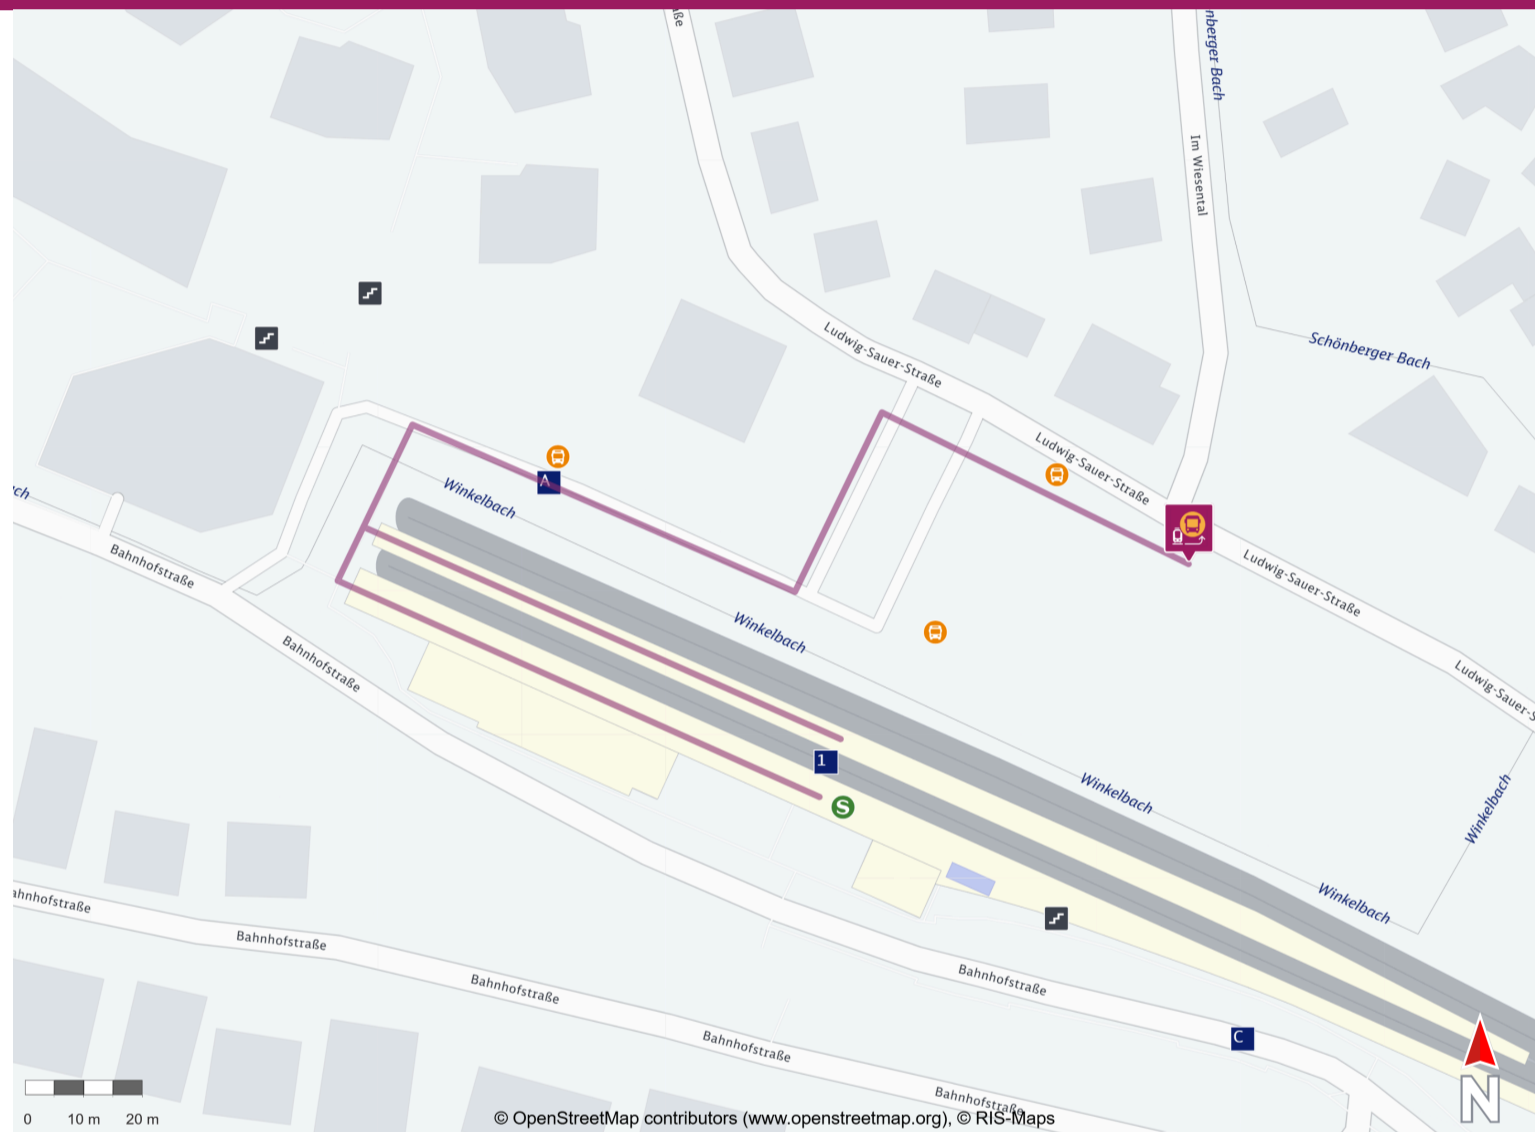 nberger Bach
Im Wiesental
Ludwig-Sauer-Straße
Schönberger Bach
Ludwig-Sauer-Straße
A
Winkelbach
Bahnhofstraße
Ludwig-Sauer-Straße
Winkelbach
Bahnhofstraße
Ludwig-Sauer-S
1
S
Winkelbach
Winkelbach
Winkelbach
ahnhofstraße
Bahnhofstraße
Bahnhofstraße
Bahnhofstraße
C
Bahnhofstraße
Bahnhofstraße
N
0 10 m 20 m
© OpenStreetMap contributors (www.openstreetmap.org), © RIS-Maps